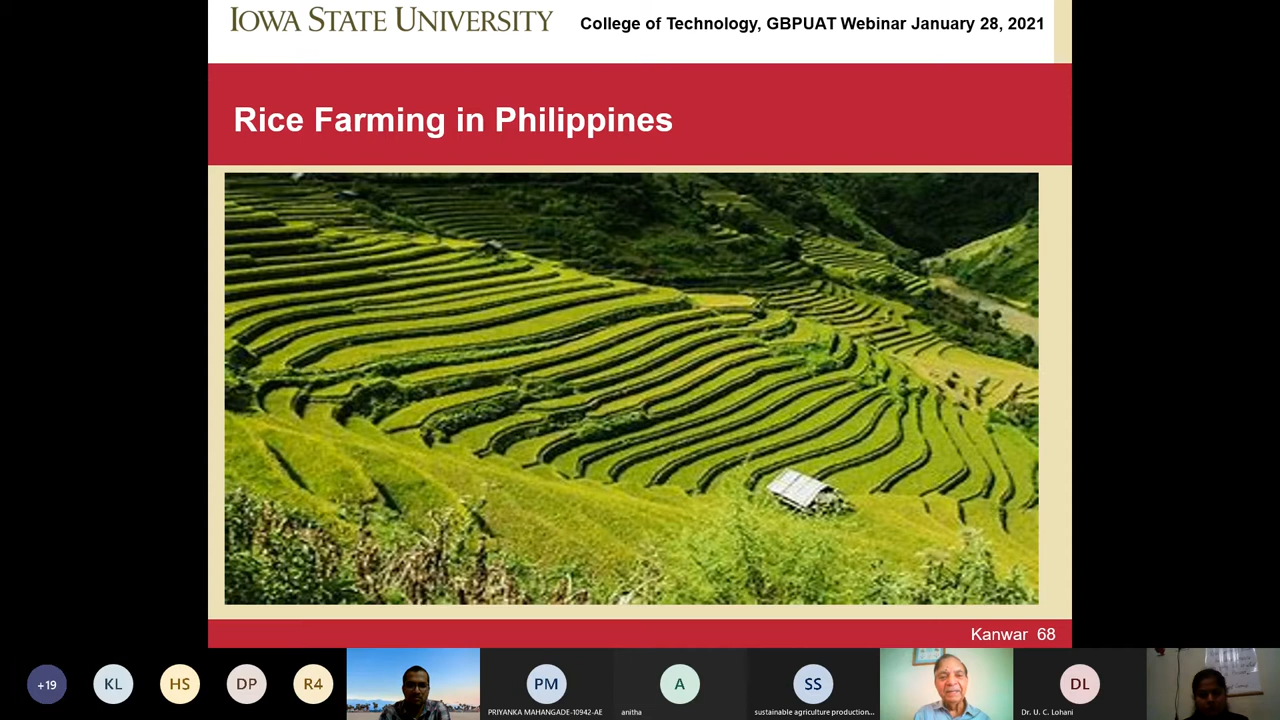 IOWA STATE UNIVERSITY
College of Technology, GBPUAT Webinar January 28, 2021
Rice Farming in Philippines
Kanwar 68
+19
KL
HS
DP
R4
PM
PRIYANKA MAHANGADE-10942-AE
A
anitha
SS
sustainable agriculture production...
DL
Dr. U. C. Lohani